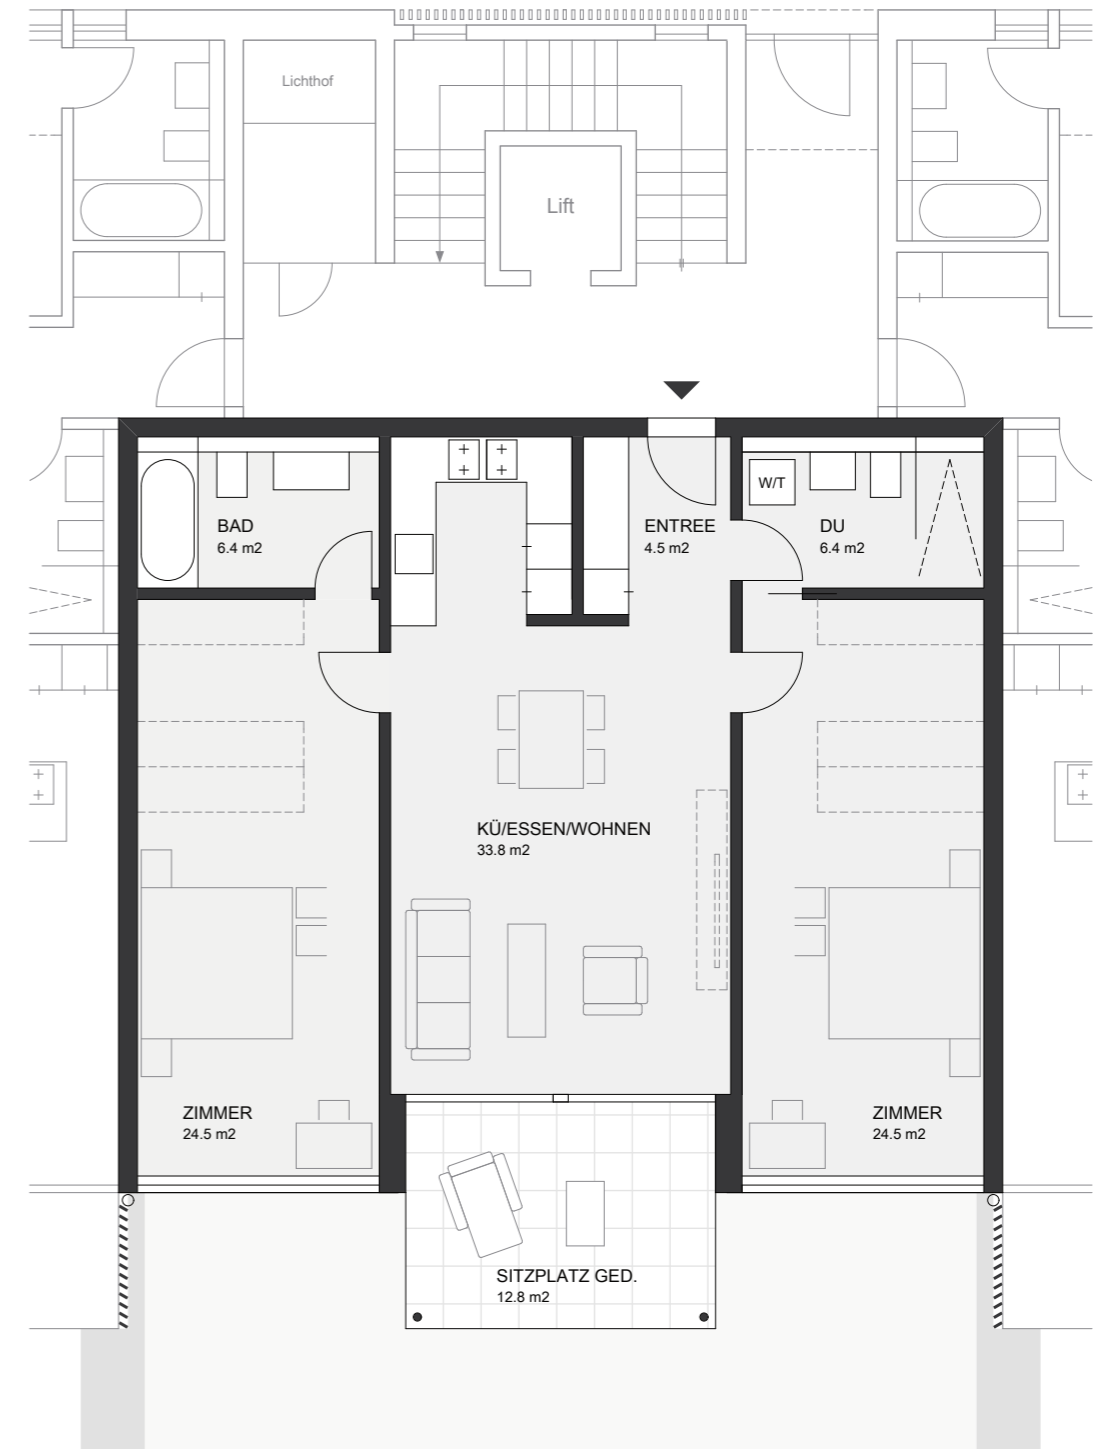 Lichthof
Lift
BAD
6.4 m2
ENTREE
4.5 m2
W/T
DU
6.4 m2
KÜ/ESSEN/WOHNEN
33.8 m2
ZIMMER
24.5 m2
ZIMMER
24.5 m2
SITZPLATZ GED.
12.8 m2